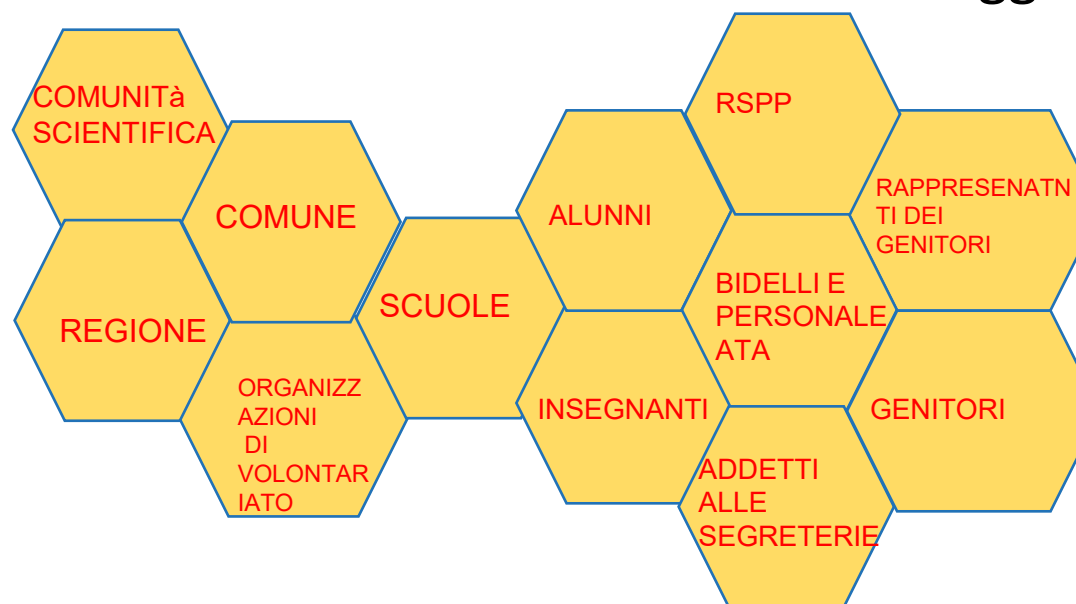 COMUNITà
SCIENTIFICA
COMUNE
REGIONE
ORGANIZZ
AZIONI
DI
VOLONTAR
IATO
SCUOLE
ALUNNI
INSEGNANTI
RSPP
BIDELLI E
PERSONALE
ATA
ADDETTI
ALLE
SEGRETERIE
RAPPRESENATN
TI DEI
GENITORI
GENITORI